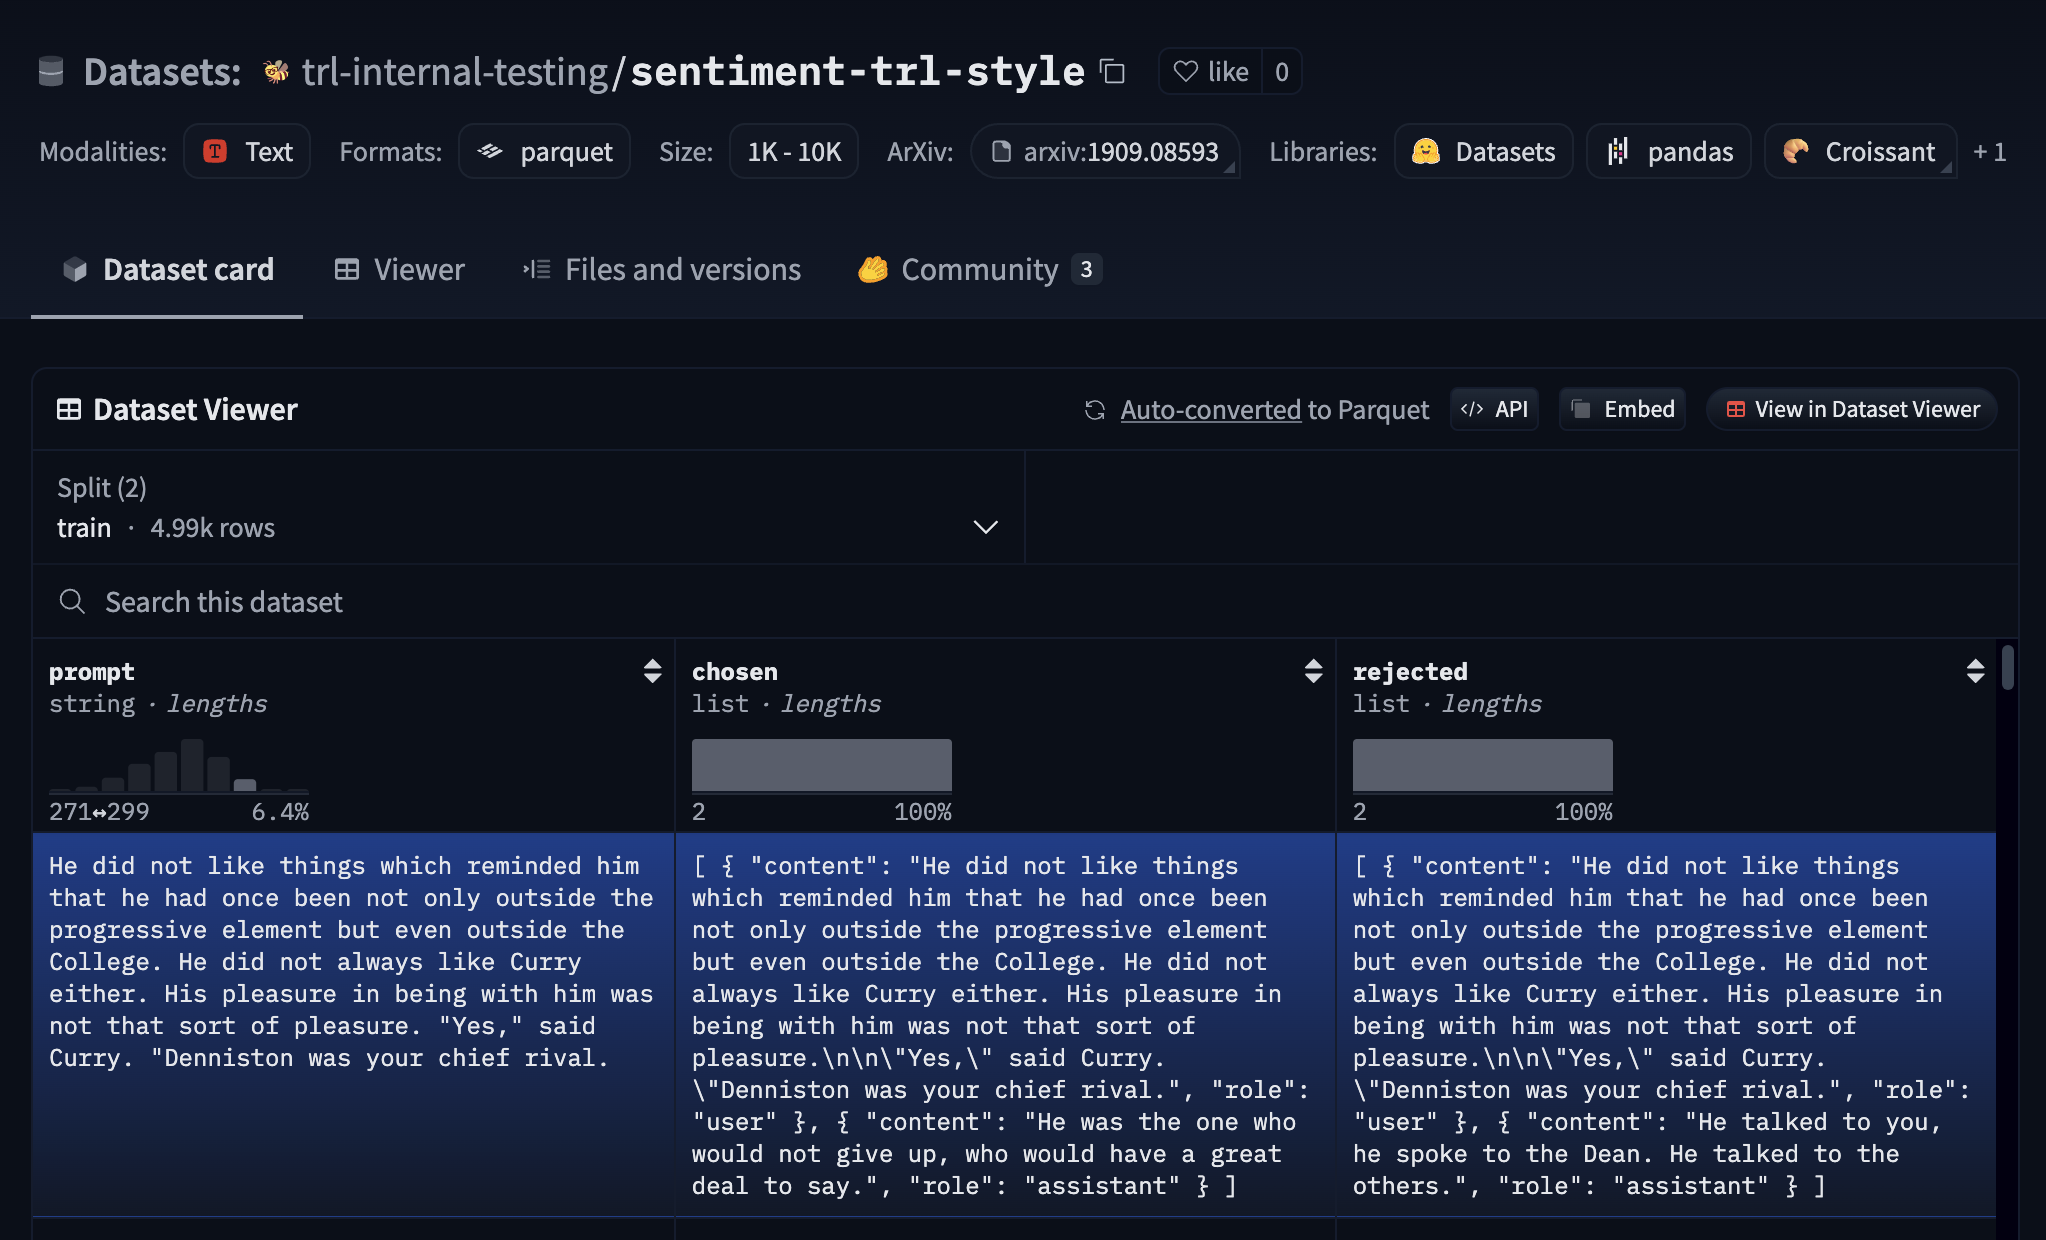 Datasets: trl-internal-testing/sentiment-trl-style like 0
Modalities: Text Formats: parquet Size: 1K - 10K ArXiv: arxiv:1909.08593 Libraries: Datasets pandas Croissant + 1
Dataset card Viewer Files and versions Community 3
Dataset Viewer Auto-converted to Parquet </> API Embed View in Dataset Viewer
Split (2)
train · 4.99k rows
Search this dataset
prompt
string · lengths
271↔299 6.4%
chosen
list · lengths
2 100%
rejected
list · lengths
2 100%
He did not like things which reminded him
that he had once been not only outside the
progressive element but even outside the
College. He did not always like Curry
either. His pleasure in being with him was
not that sort of pleasure. "Yes," said
Curry. "Denniston was your chief rival.
[ { "content": "He did not like things
which reminded him that he had once been
not only outside the progressive element
but even outside the College. He did not
always like Curry either. His pleasure in
being with him was not that sort of
pleasure.\n\n\"Yes,\" said Curry.
\"Denniston was your chief rival.", "role":
"user" }, { "content": "He was the one who
would not give up, who would have a great
deal to say.", "role": "assistant" } ]
[ { "content": "He did not like things
which reminded him that he had once been
not only outside the progressive element
but even outside the College. He did not
always like Curry either. His pleasure in
being with him was not that sort of
pleasure.\n\n\"Yes,\" said Curry.
\"Denniston was your chief rival.", "role":
"user" }, { "content": "He talked to you,
he spoke to the Dean. He talked to the
others.", "role": "assistant" } ]